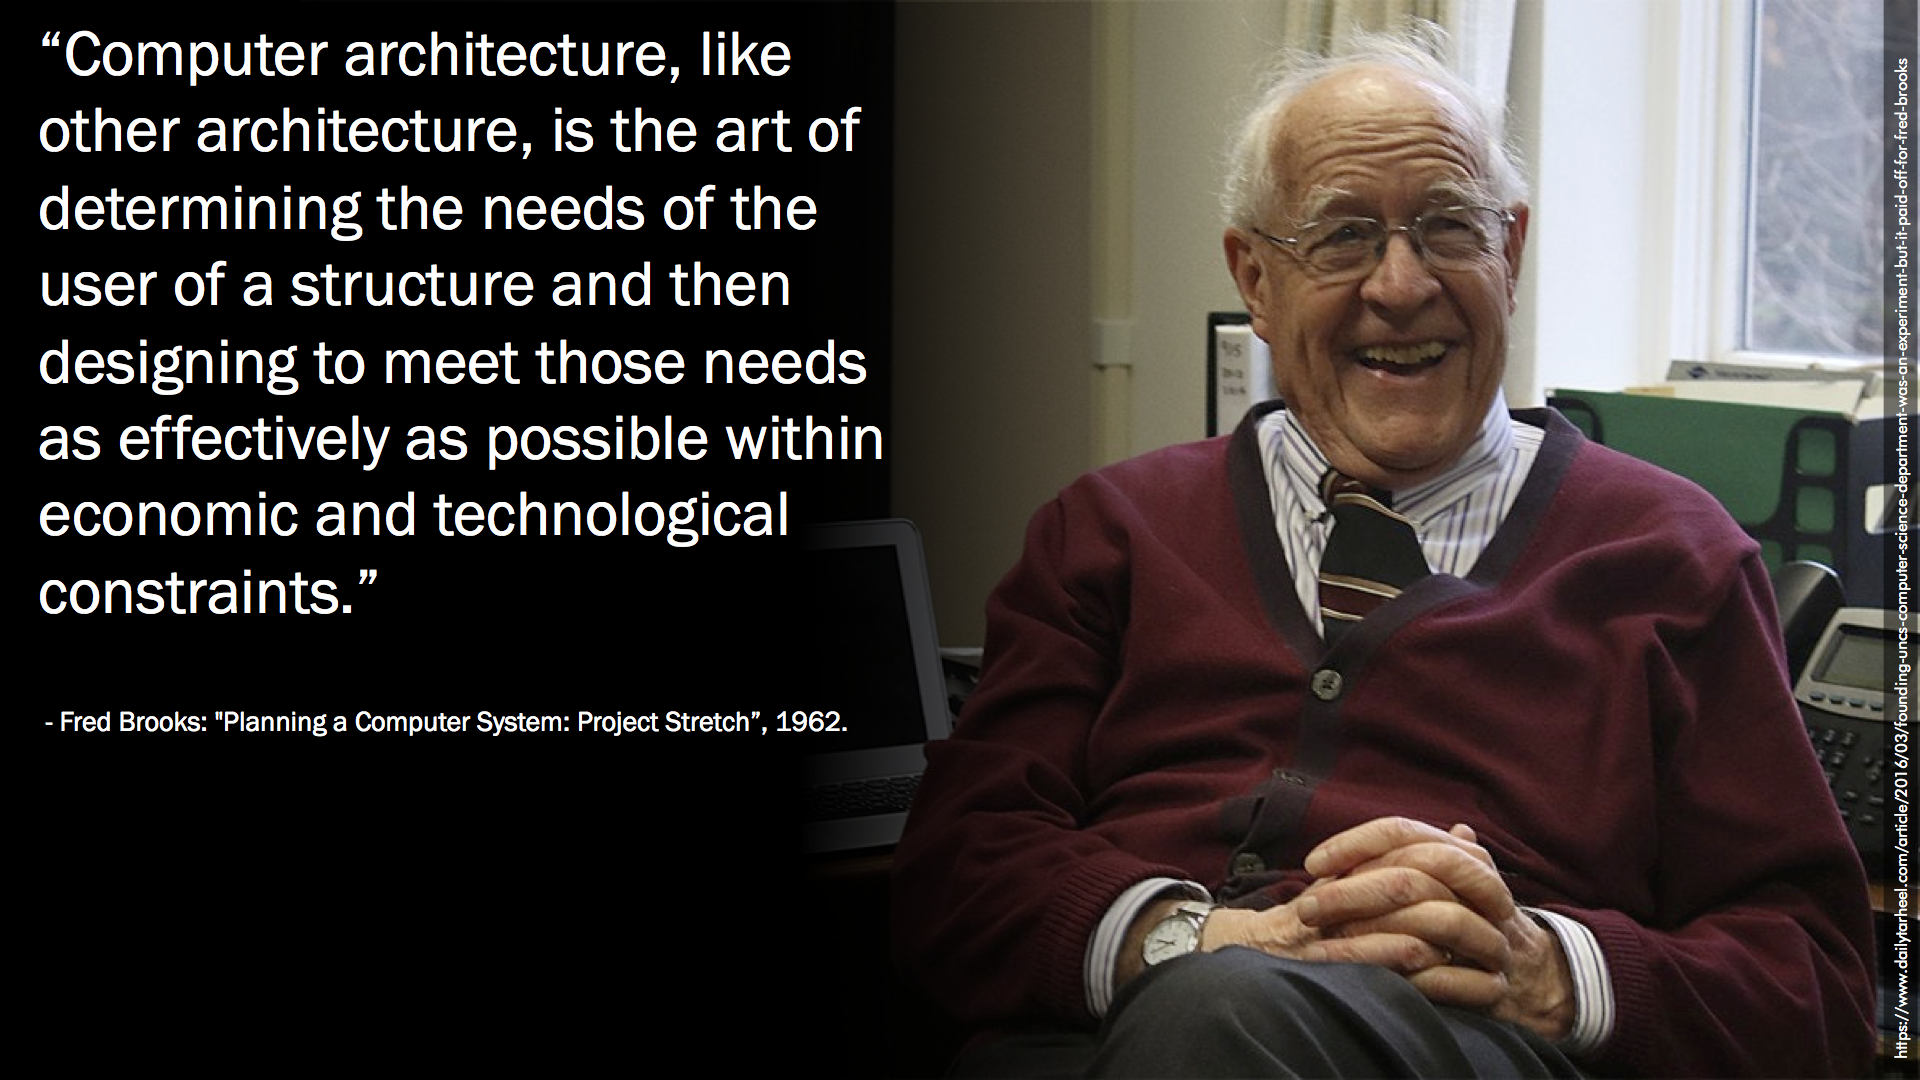 “Computer architecture, like
other architecture, is the art of
determining the needs of the
user of a structure and then
designing to meet those needs
as effectively as possible within
economic and technological
constraints.”
- Fred Brooks: "Planning a Computer System: Project Stretch”, 1962.
https://www.dailytarheel.com/article/2016/03/founding-uncs-computer-science-department-was-an-experiment-but-it-paid-off-for-fred-brooks